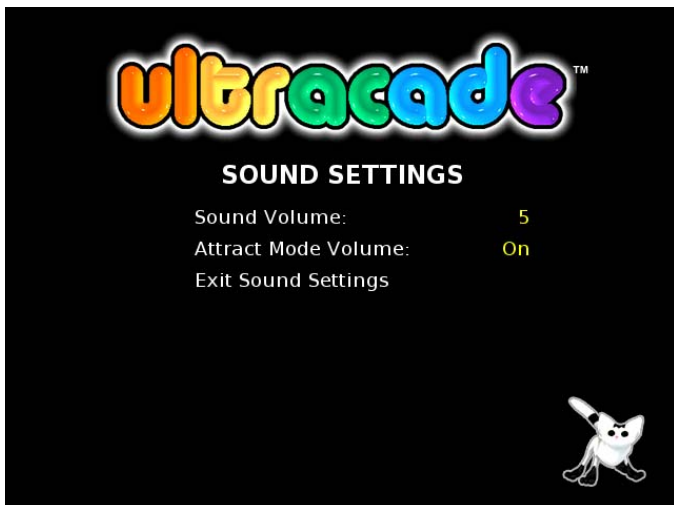 ultracade™
SOUND SETTINGS
Sound Volume: 5
Attract Mode Volume: On
Exit Sound Settings